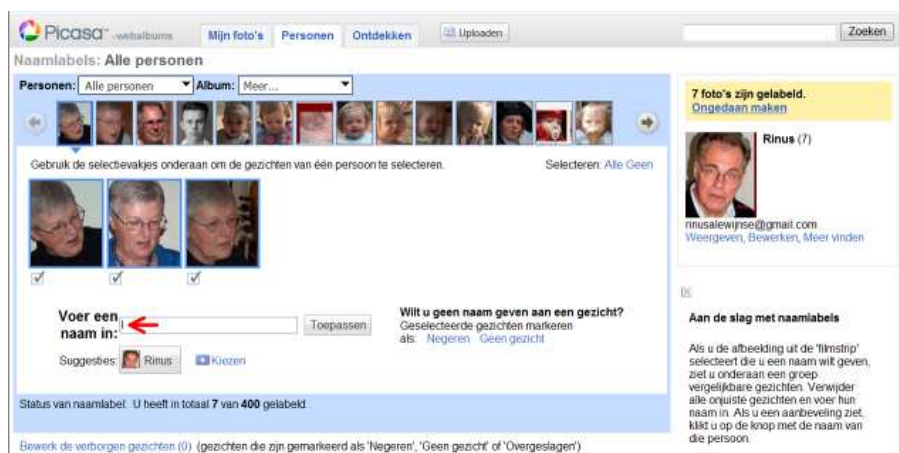 Picasa™ -webalbums Mijn foto's Personen Ontdekken Uploaden Zoeken
Naamlabels: Alle personen
Personen: Alle personen Album: Meer...
Gebruik de selectievakjes onderaan om de gezichten van één persoon te selecteren. Selecteren: Alle Geen
Voer een
naam in:
Toepassen
Suggesties: Rinus Kiezen
Wilt u geen naam geven aan een gezicht?
Geselecteerde gezichten markeren
als: Negeren Geen gezicht
Status van naamlabel: U heeft in totaal 7 van 400 gelabeld.
Bewerk de verborgen gezichten (0) (gezichten die zijn gemarkeerd als 'Negeren', 'Geen gezicht' of 'Overgeslagen')
7 foto's zijn gelabeld.
Ongedaan maken
Rinus (7)
rinusalewijnse@gmail.com
Weergeven, Bewerken, Meer vinden
Aan de slag met naamlabels
Als u de afbeelding uit de 'filmstrip'
selecteert die u een naam wilt geven,
ziet u onderaan een groep
vergelijkbare gezichten. Verwijder
alle onjuiste gezichten en voer hun
naam in. Als u een aanbeveling ziet,
klikt u op de knop met de naam van
die persoon.